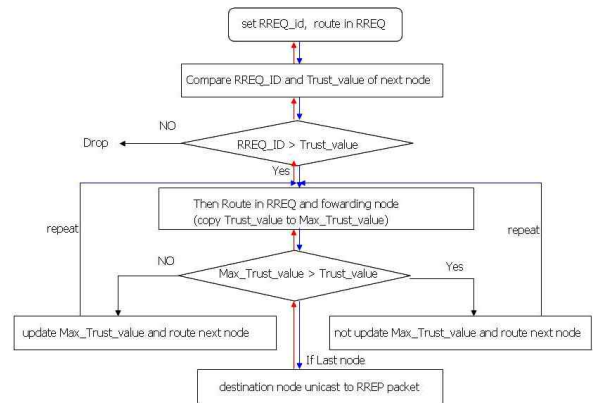 set RREQ_id, route in RREQ
Compare RREQ_ID and Trust_value of next node
NO
Drop
RREQ_ID > Trust_value
Yes
Then Route in RREQ and fowarding node
(copy Trust_value to Max_Trust_value)
repeat
repeat
NO
Max_Trust_value > Trust_value
Yes
update Max_Trust_value and route next node
not update Max_Trust_value and route next node
If Last node
destination node unicast to RREP packet